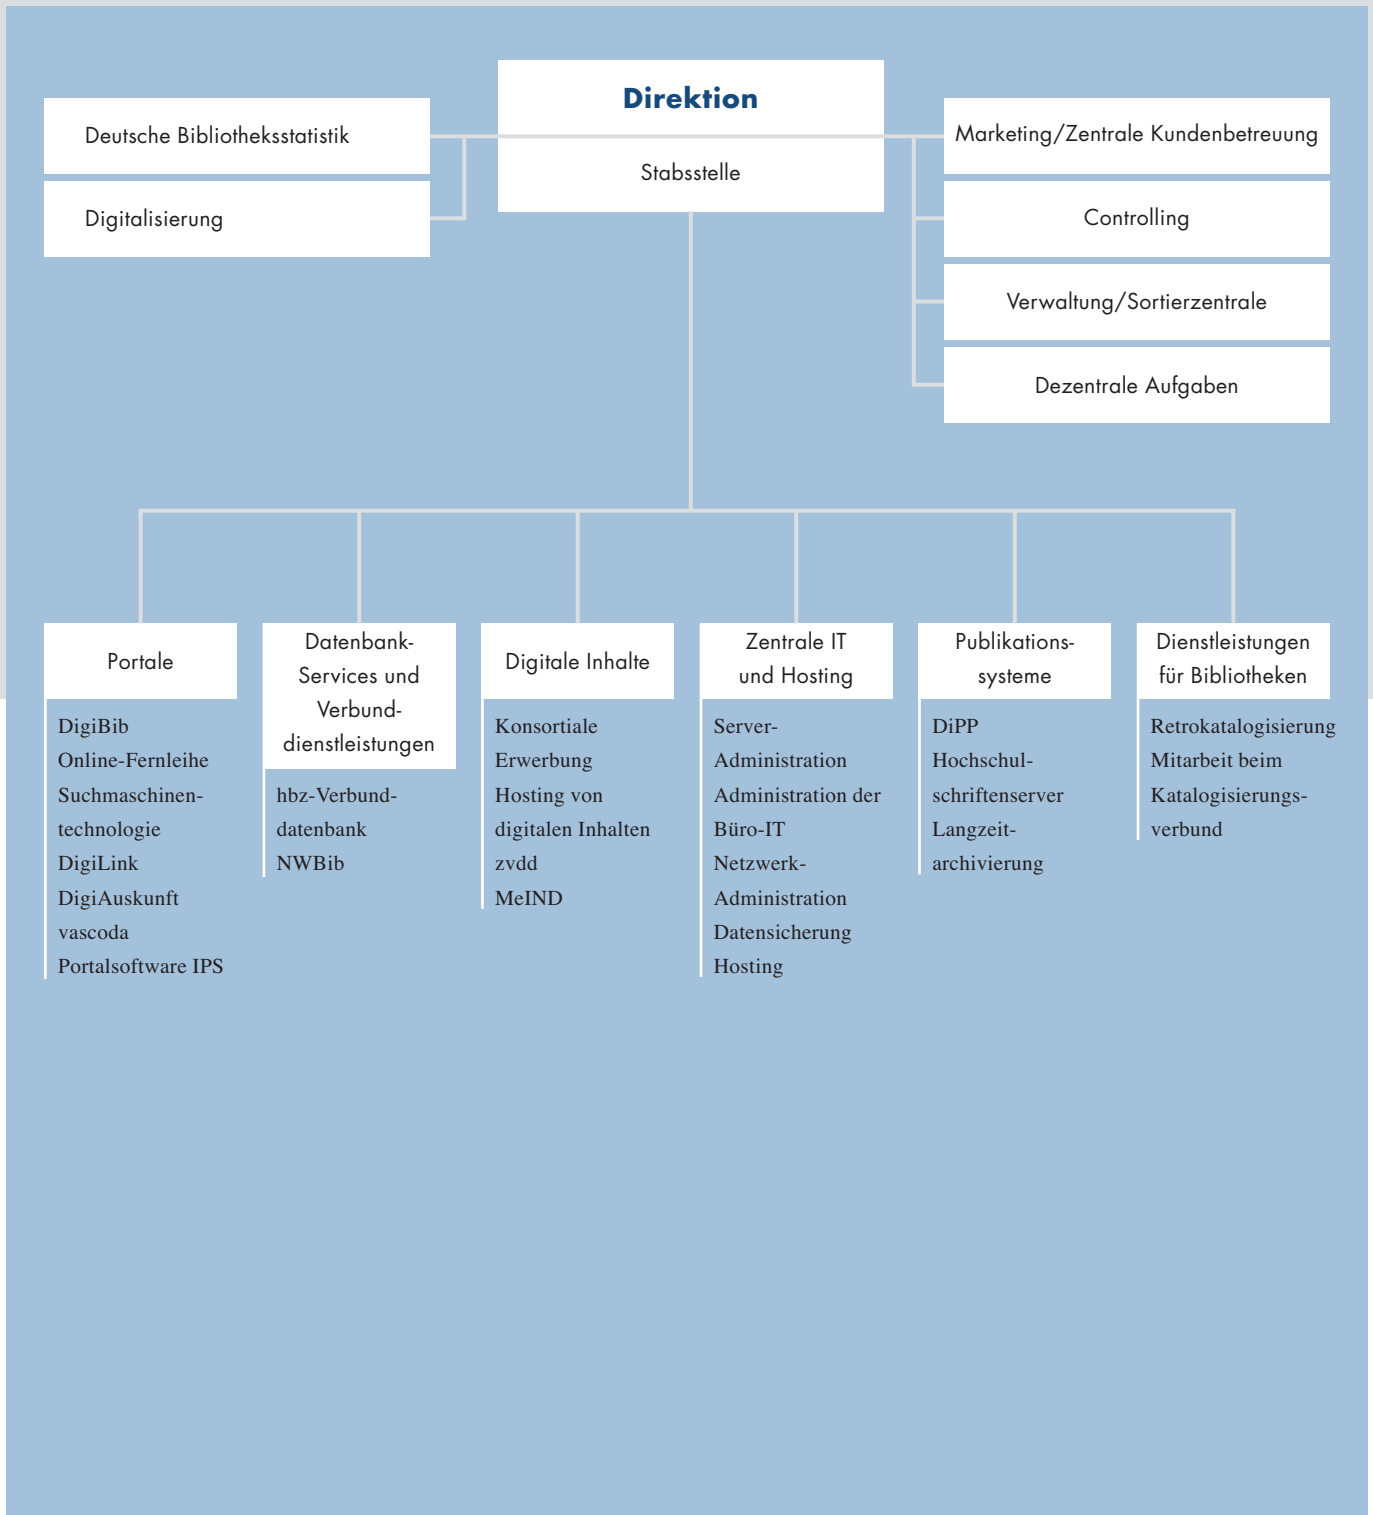 Direktion
Stabsstelle
Deutsche Bibliotheksstatistik
Digitalisierung
Marketing/Zentrale Kundenbetreuung
Controlling
Verwaltung/Sortierzentrale
Dezentrale Aufgaben
Portale
DigiBib
Online-Fernleihe
Suchmaschinen-
technologie
DigiLink
DigiAuskunft
vascoda
Portalsoftware IPS
Datenbank-
Services und
Verbund-
dienstleistungen
hbz-Verbund-
datenbank
NWBib
Digitale Inhalte
Konsortiale
Erwerbung
Hosting von
digitalen Inhalten
zvdd
MeIND
Zentrale IT
und Hosting
Server-
Administration
Administration der
Büro-IT
Netzwerk-
Administration
Datensicherung
Hosting
Publikations-
systeme
DiPP
Hochschul-
schriftenserver
Langzeit-
archivierung
Dienstleistungen
für Bibliotheken
Retrokatalogisierung
Mitarbeit beim
Katalogisierungs-
verbund